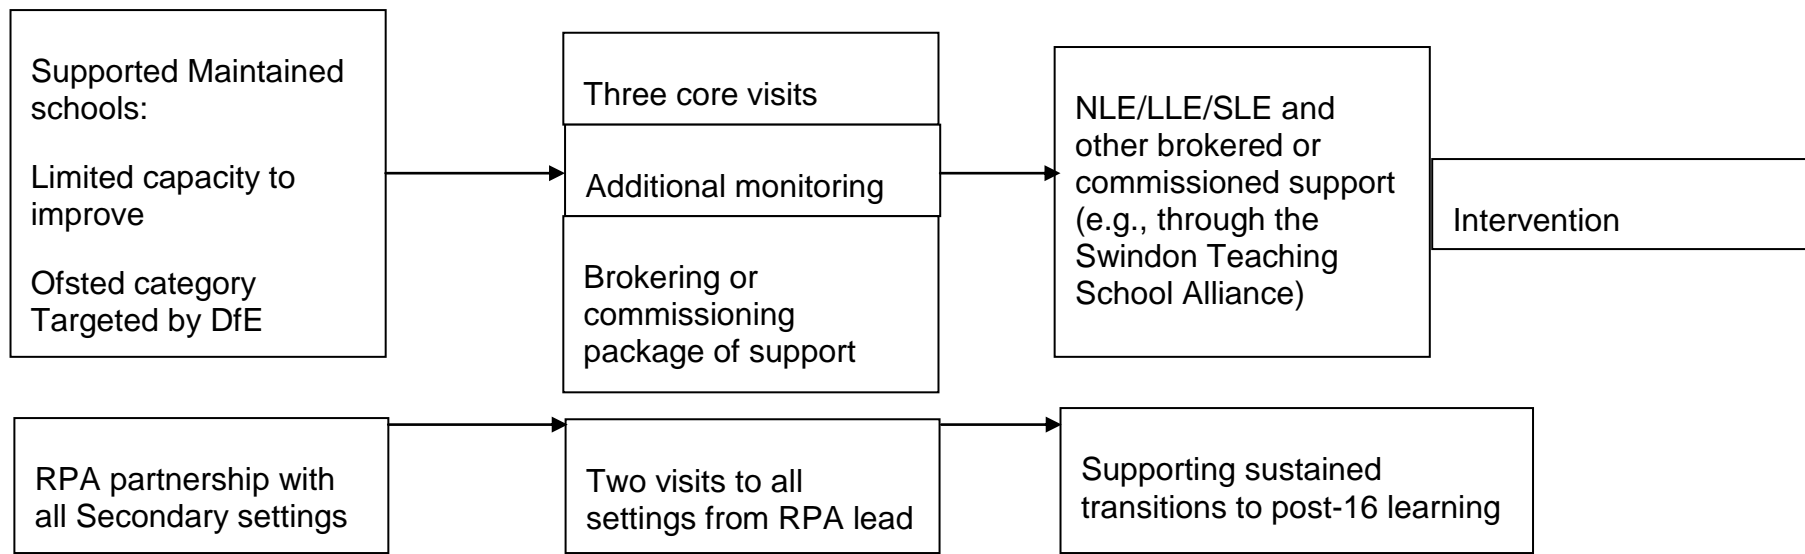 Supported Maintained
schools:
Limited capacity to
improve
Ofsted category
Targeted by DfE
Three core visits
Additional monitoring
Brokering or
commissioning
package of support
NLE/LLE/SLE and
other brokered or
commissioned support
(e.g., through the
Swindon Teaching
School Alliance)
Intervention
RPA partnership with
all Secondary settings
Two visits to all
settings from RPA lead
Supporting sustained
transitions to post-16 learning